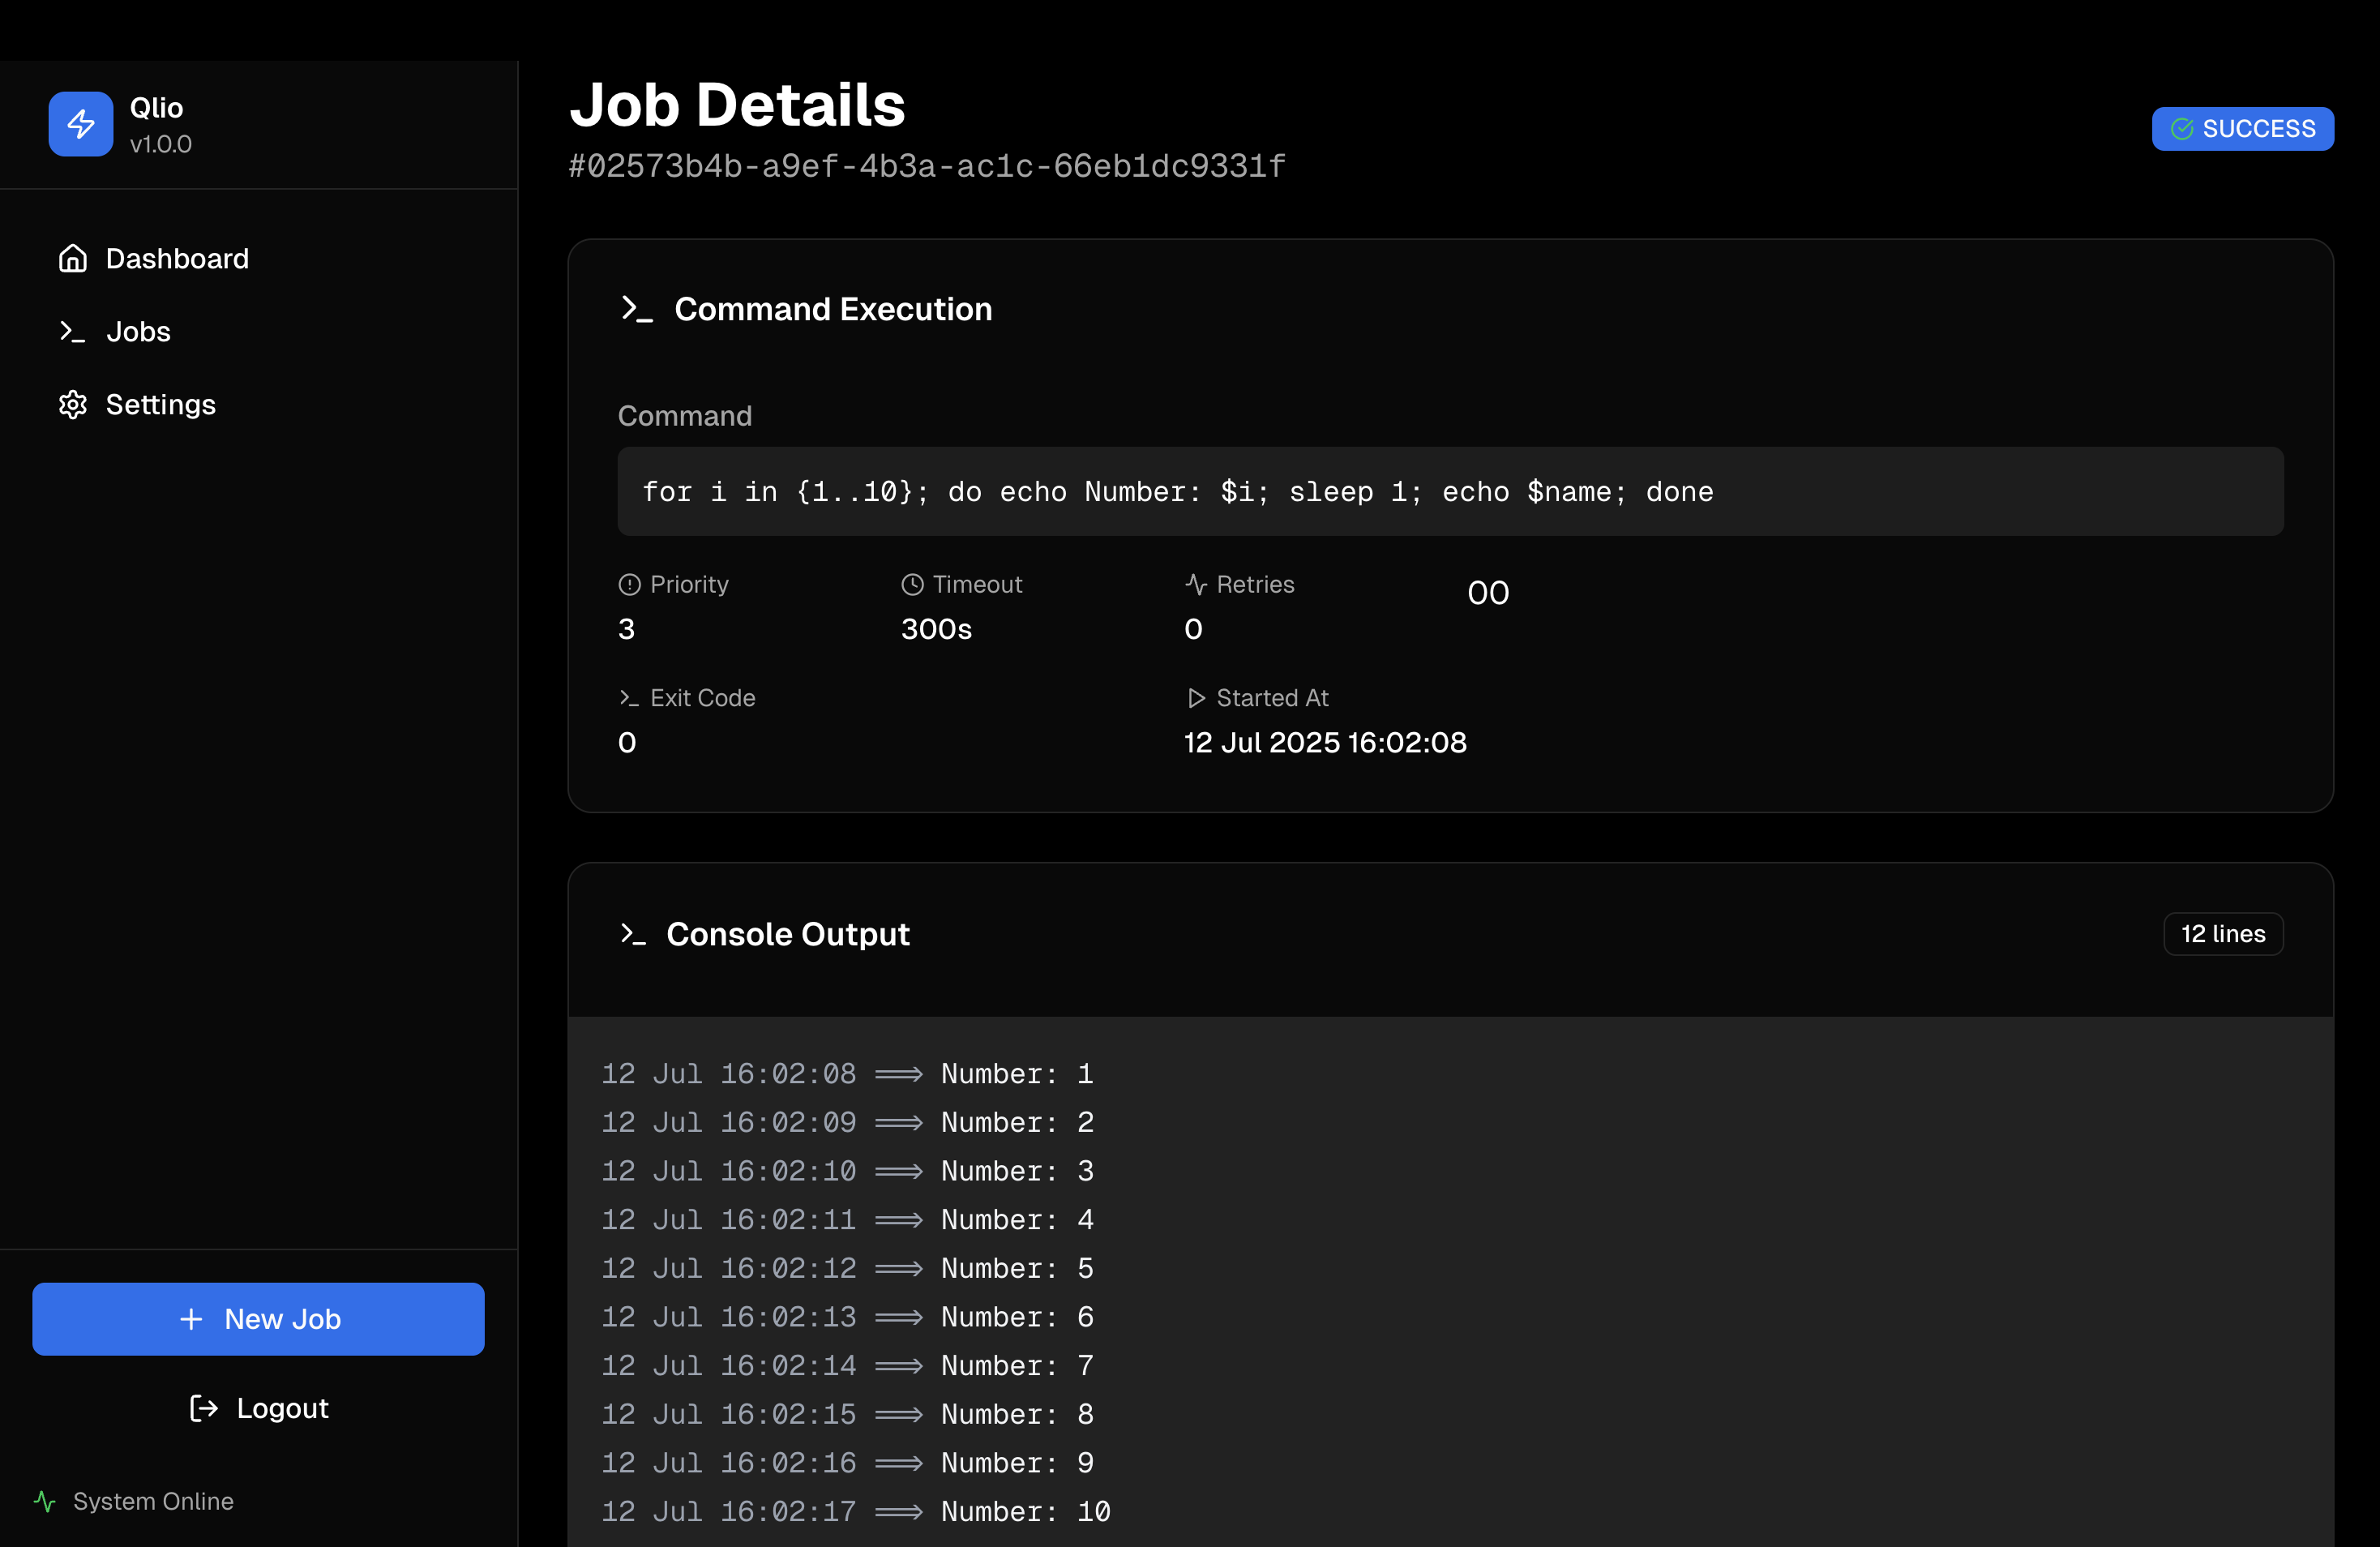 Qlio
v1.0.0
Dashboard
Jobs
Settings
New Job
Logout
System Online
Job Details
#02573b4b-a9ef-4b3a-ac1c-66eb1dc9331f
SUCCESS
Command Execution
Command
for i in {1..10}; do echo Number: $i; sleep 1; echo $name; done
Priority
3
Timeout
300s
Retries
0
00
Exit Code
0
Started At
12 Jul 2025 16:02:08
Console Output
12 lines
12 Jul 16:02:08 ⟹ Number: 1
12 Jul 16:02:09 ⟹ Number: 2
12 Jul 16:02:10 ⟹ Number: 3
12 Jul 16:02:11 ⟹ Number: 4
12 Jul 16:02:12 ⟹ Number: 5
12 Jul 16:02:13 ⟹ Number: 6
12 Jul 16:02:14 ⟹ Number: 7
12 Jul 16:02:15 ⟹ Number: 8
12 Jul 16:02:16 ⟹ Number: 9
12 Jul 16:02:17 ⟹ Number: 10